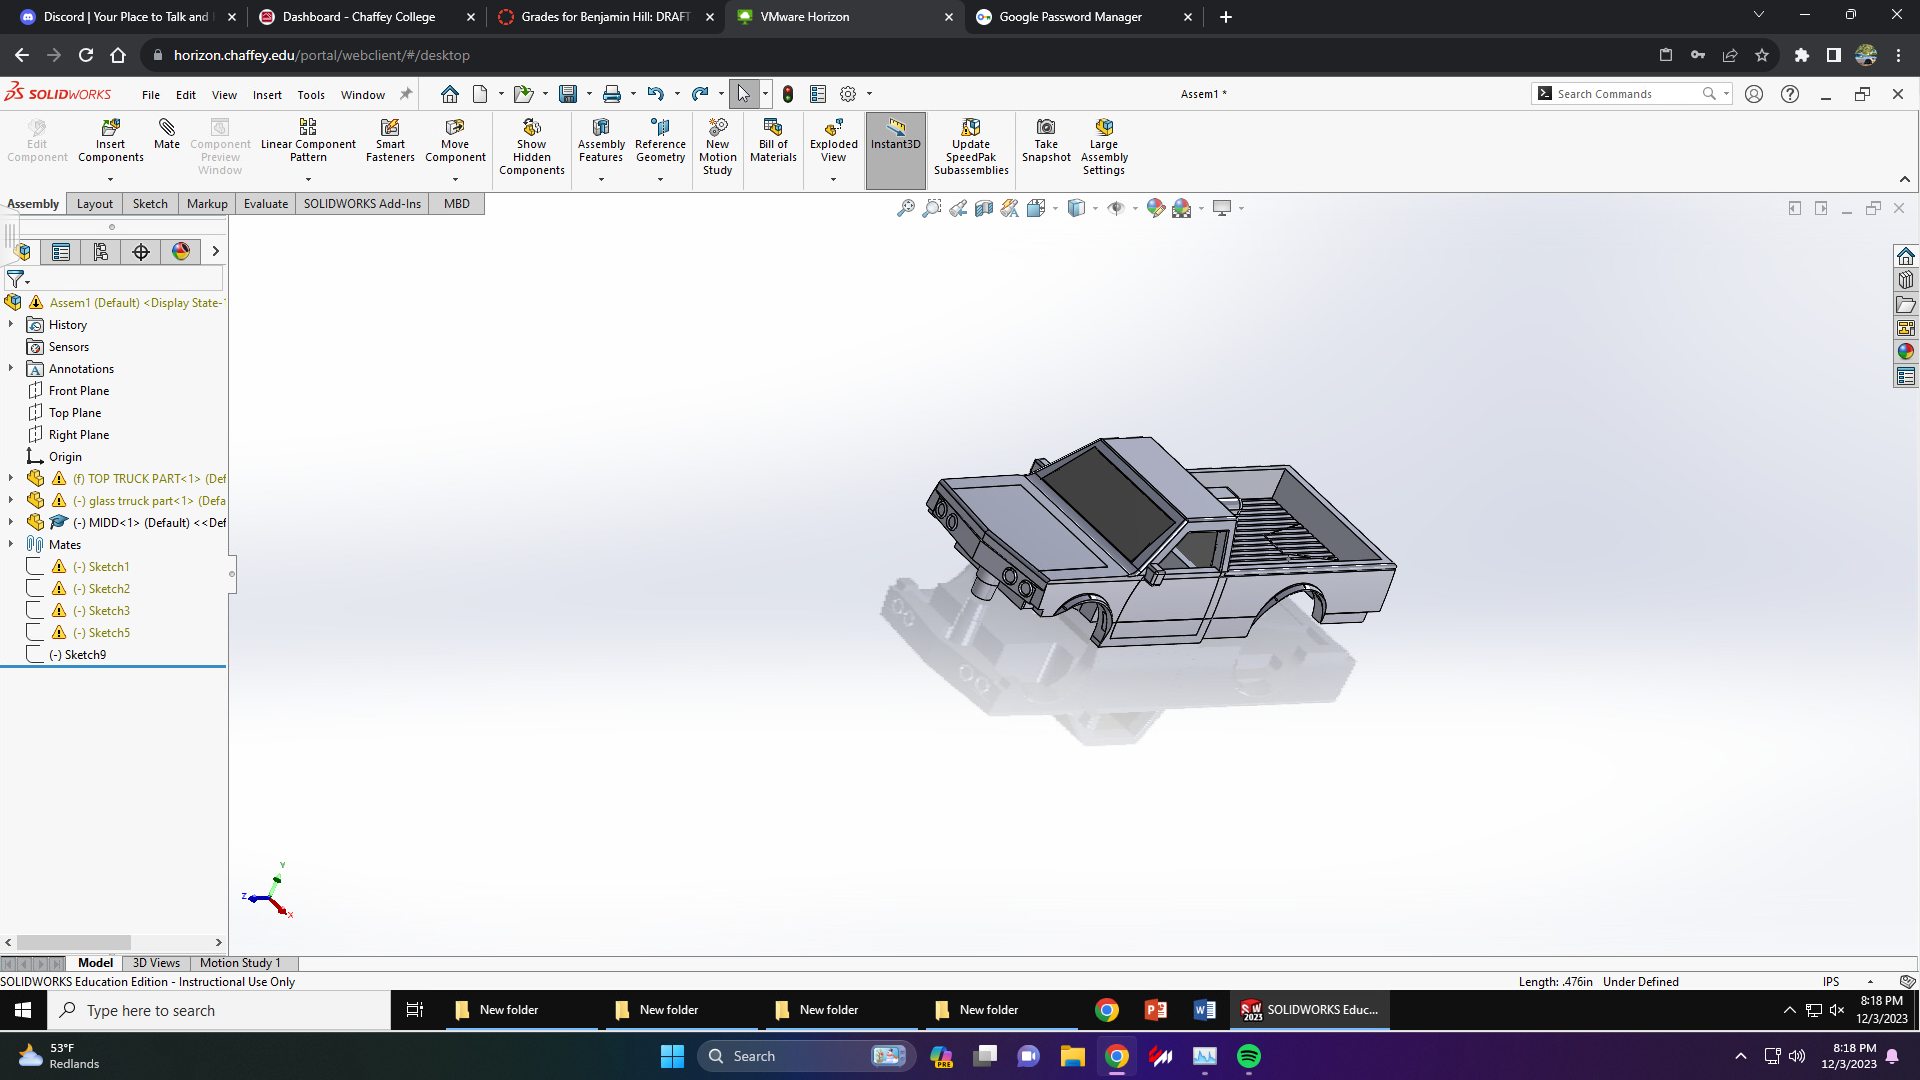 Discord | Your Place to Talk and
Dashboard - Chaffey College
Grades for Benjamin Hill: DRAFT
VMware Horizon
Google Password Manager
horizon.chaffey.edu/portal/webclient/#/desktop
SOLIDWORKS
File Edit View Insert Tools Window
Assem1 *
Search Commands
Edit Component
Insert Components
Mate
Component Preview Window
Linear Component Pattern
Smart Fasteners
Move Component
Show Hidden Components
Assembly Features
Reference Geometry
New Motion Study
Bill of Materials
Exploded View
Instant3D
Update SpeedPak Subassemblies
Take Snapshot
Large Assembly Settings
Assembly Layout Sketch Markup Evaluate SOLIDWORKS Add-Ins MBD
Assem1 (Default) <Display State-
History
Sensors
Annotations
Front Plane
Top Plane
Right Plane
Origin
(f) TOP TRUCK PART<1> (Def
(-) glass trruck part<1> (Defa
(-) MIDD<1> (Default) <<Def
Mates
(-) Sketch1
(-) Sketch2
(-) Sketch3
(-) Sketch5
(-) Sketch9
Y
Z
X
Model 3D Views Motion Study 1
SOLIDWORKS Education Edition - Instructional Use Only
Length: .476in Under Defined IPS
Type here to search
New folder
New folder
New folder
New folder
SW 2023
SOLIDWORKS Educ...
8:18 PM
12/3/2023
53°F
Redlands
Search
PRE
8:18 PM
12/3/2023